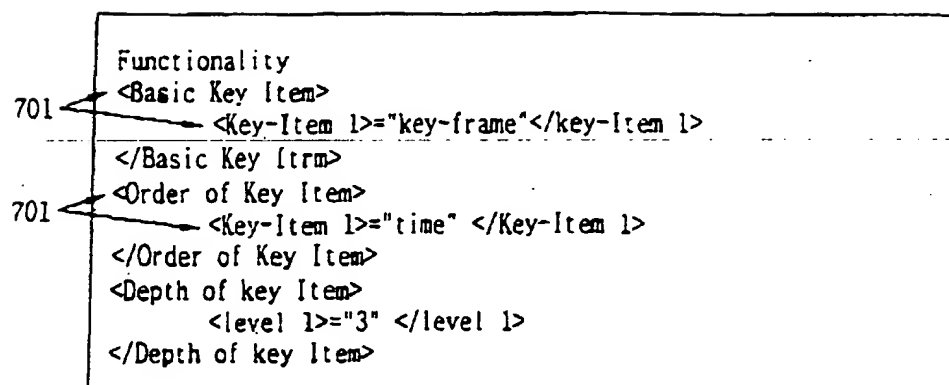 Functionality
701 <Basic Key Item>
<Key-Item 1>="key-frame"</key-Item 1>
</Basic Key Itrm>
701 <Order of Key Item>
<Key-Item 1>="time" </Key-Item 1>
</Order of Key Item>
<Depth of key Item>
<level 1>="3" </level 1>
</Depth of key Item>